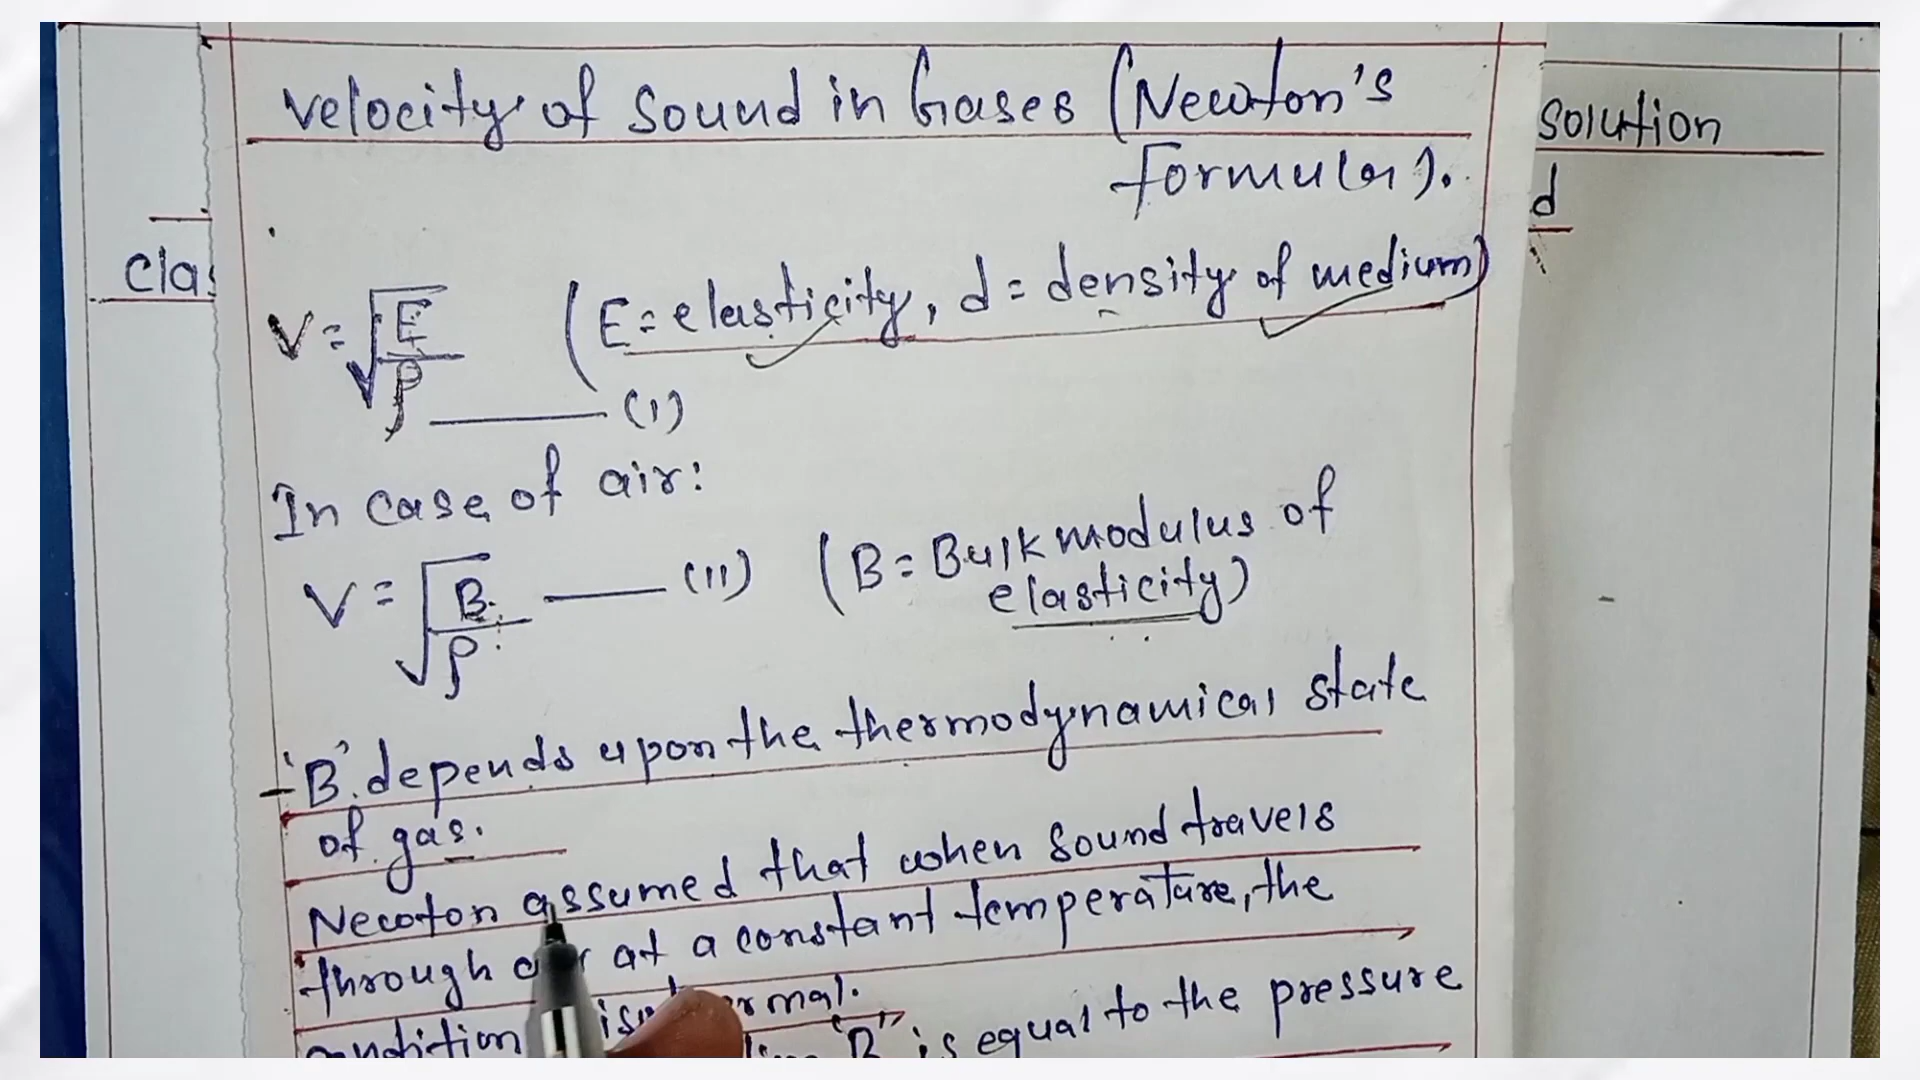 Velocity of Sound in Gases (Newton's
Formula).
Solution
d
Clas
V = √E/ρ (E = elasticity, d = density of medium)
(I)
In case of air:
V = √B/ρ (II) (B = Bulk modulus of
elasticity)
- 'B' depends upon the thermodynamical state
of gas.
Newton assumed that when Sound travels
through at a constant temperature, the
condition
"B" is equal to the pressure